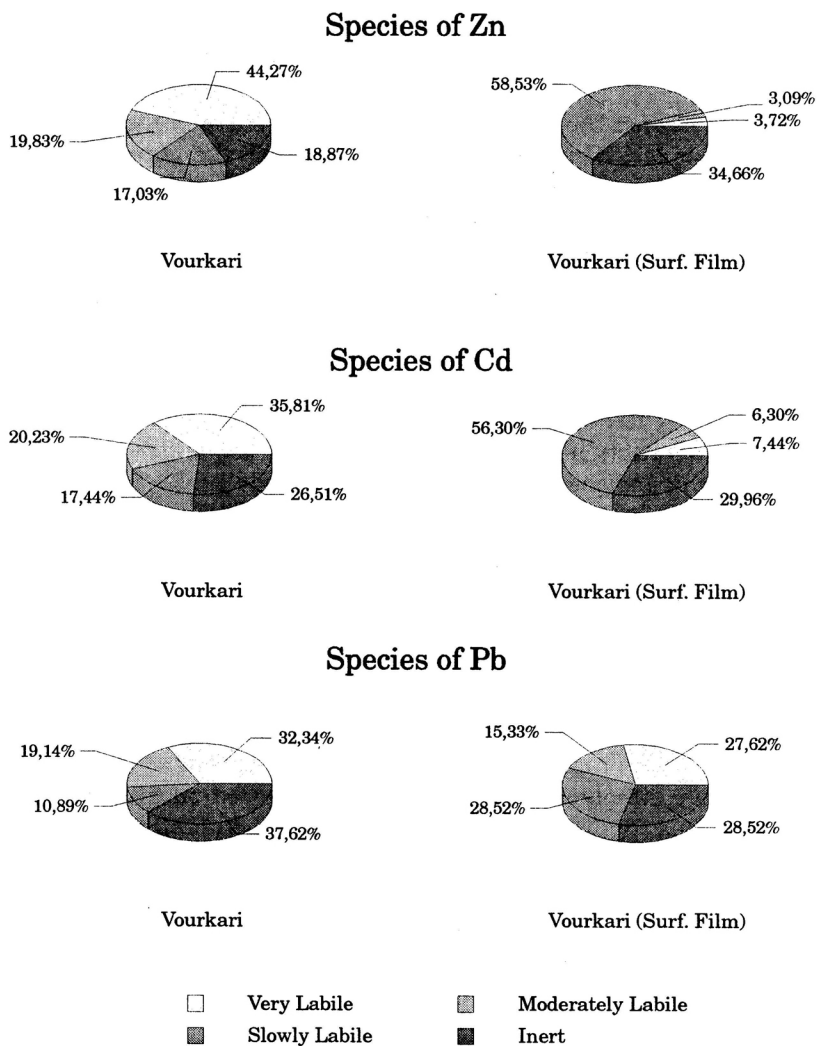 Species of Zn
44,27%
19,83%
17,03%
18,87%
Vourkari
58,53%
3,09%
3,72%
34,66%
Vourkari (Surf. Film)
Species of Cd
35,81%
20,23%
17,44%
26,51%
Vourkari
56,30%
6,30%
7,44%
29,96%
Vourkari (Surf. Film)
Species of Pb
32,34%
19,14%
10,89%
37,62%
Vourkari
15,33%
27,62%
28,52%
28,52%
Vourkari (Surf. Film)
Very Labile
Moderately Labile
Slowly Labile
Inert